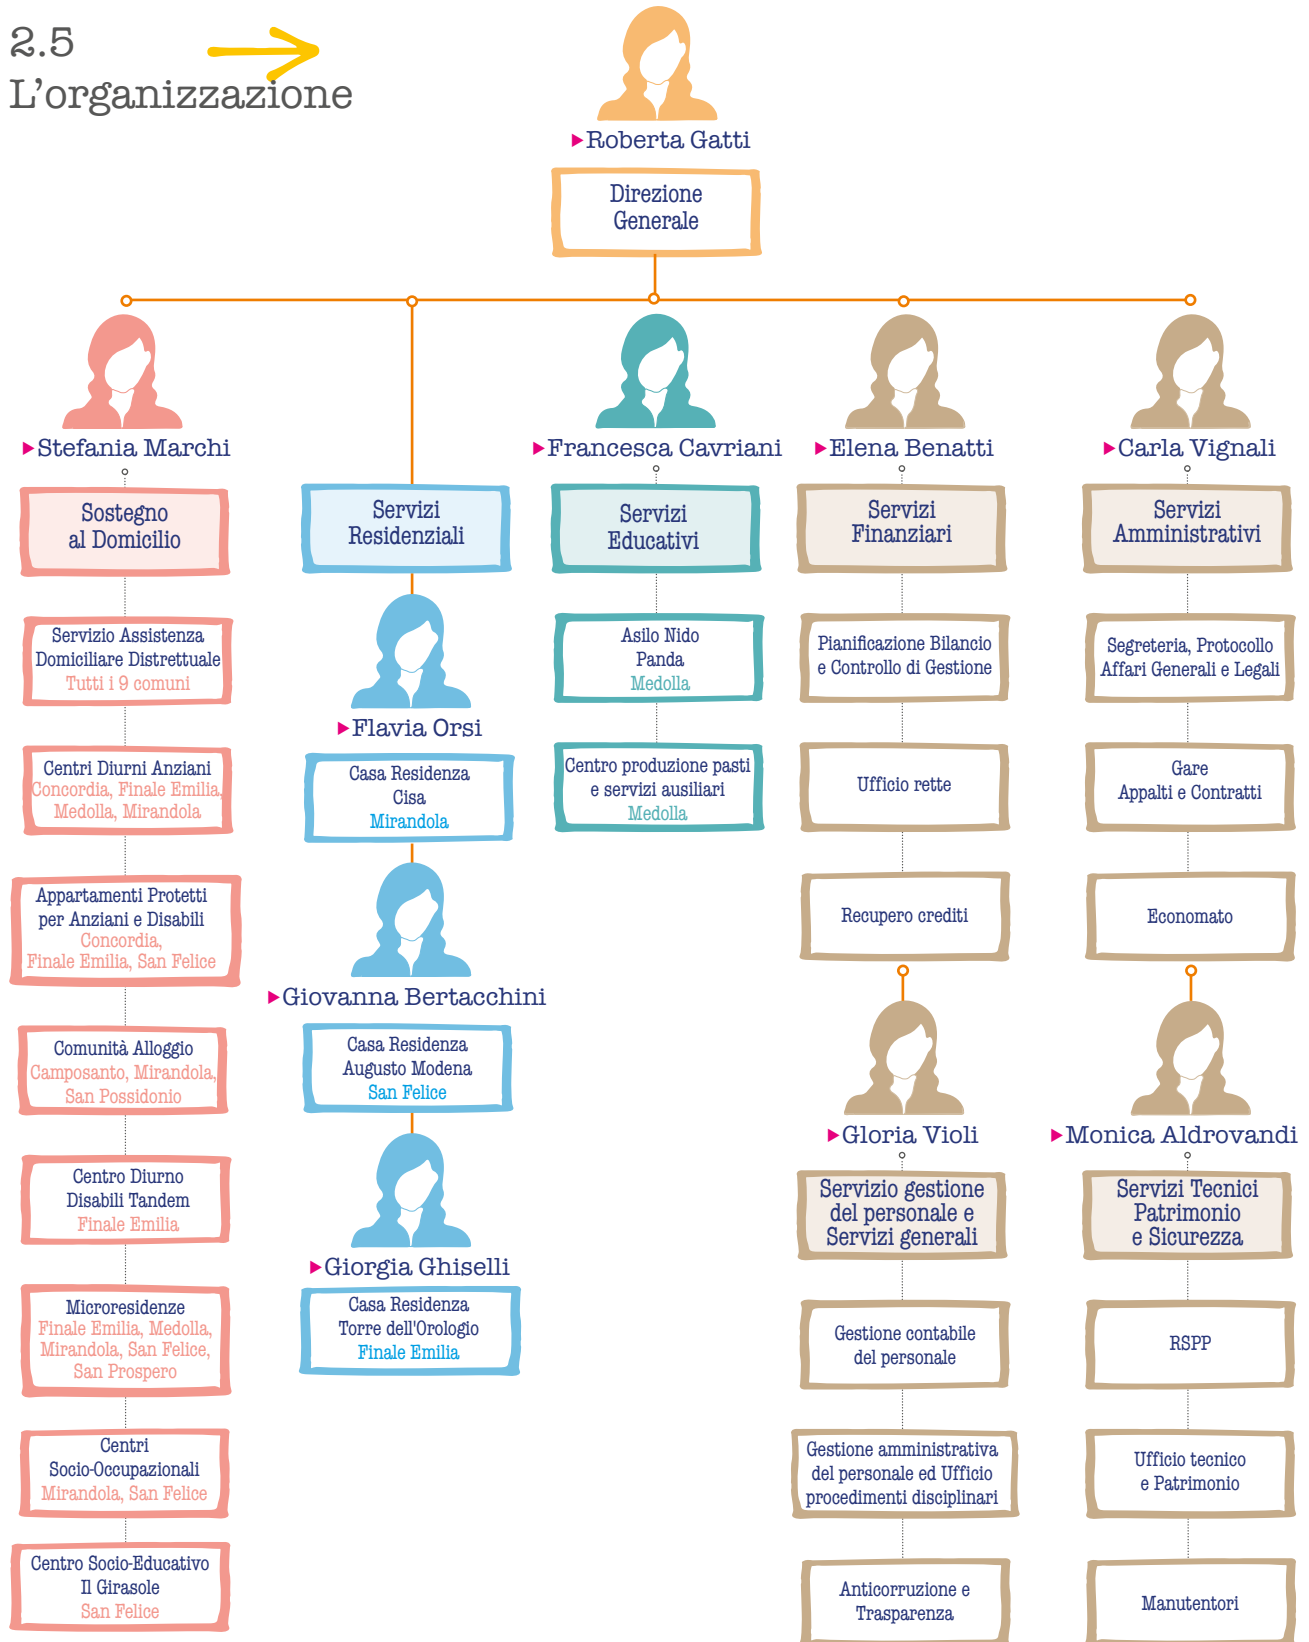 2.5
L'organizzazione
Roberta Gatti
Direzione
Generale
Stefania Marchi
Sostegno
al Domicilio
Servizio Assistenza
Domiciliare Distrettuale
Tutti i 9 comuni
Centri Diurni Anziani
Concordia, Finale Emilia,
Medolla, Mirandola
Appartamenti Protetti
per Anziani e Disabili
Concordia,
Finale Emilia, San Felice
Comunità Alloggio
Camposanto, Mirandola,
San Possidonio
Centro Diurno
Disabili Tandem
Finale Emilia
Microresidenze
Finale Emilia, Medolla,
Mirandola, San Felice,
San Prospero
Centri
Socio-Occupazionali
Mirandola, San Felice
Centro Socio-Educativo
Il Girasole
San Felice
Servizi
Residenziali
Flavia Orsi
Casa Residenza
Cisa
Mirandola
Giovanna Bertacchini
Casa Residenza
Augusto Modena
San Felice
Giorgia Ghiselli
Casa Residenza
Torre dell'Orologio
Finale Emilia
Francesca Cavriani
Servizi
Educativi
Asilo Nido
Panda
Medolla
Centro produzione pasti
e servizi ausiliari
Medolla
Elena Benatti
Servizi
Finanziari
Pianificazione Bilancio
e Controllo di Gestione
Ufficio rette
Recupero crediti
Gloria Violi
Servizio gestione
del personale e
Servizi generali
Gestione contabile
del personale
Gestione amministrativa
del personale ed Ufficio
procedimenti disciplinari
Anticorruzione e
Trasparenza
Carla Vignali
Servizi
Amministrativi
Segreteria, Protocollo
Affari Generali e Legali
Gare
Appalti e Contratti
Economato
Monica Aldrovandi
Servizi Tecnici
Patrimonio
e Sicurezza
RSPP
Ufficio tecnico
e Patrimonio
Manutentori